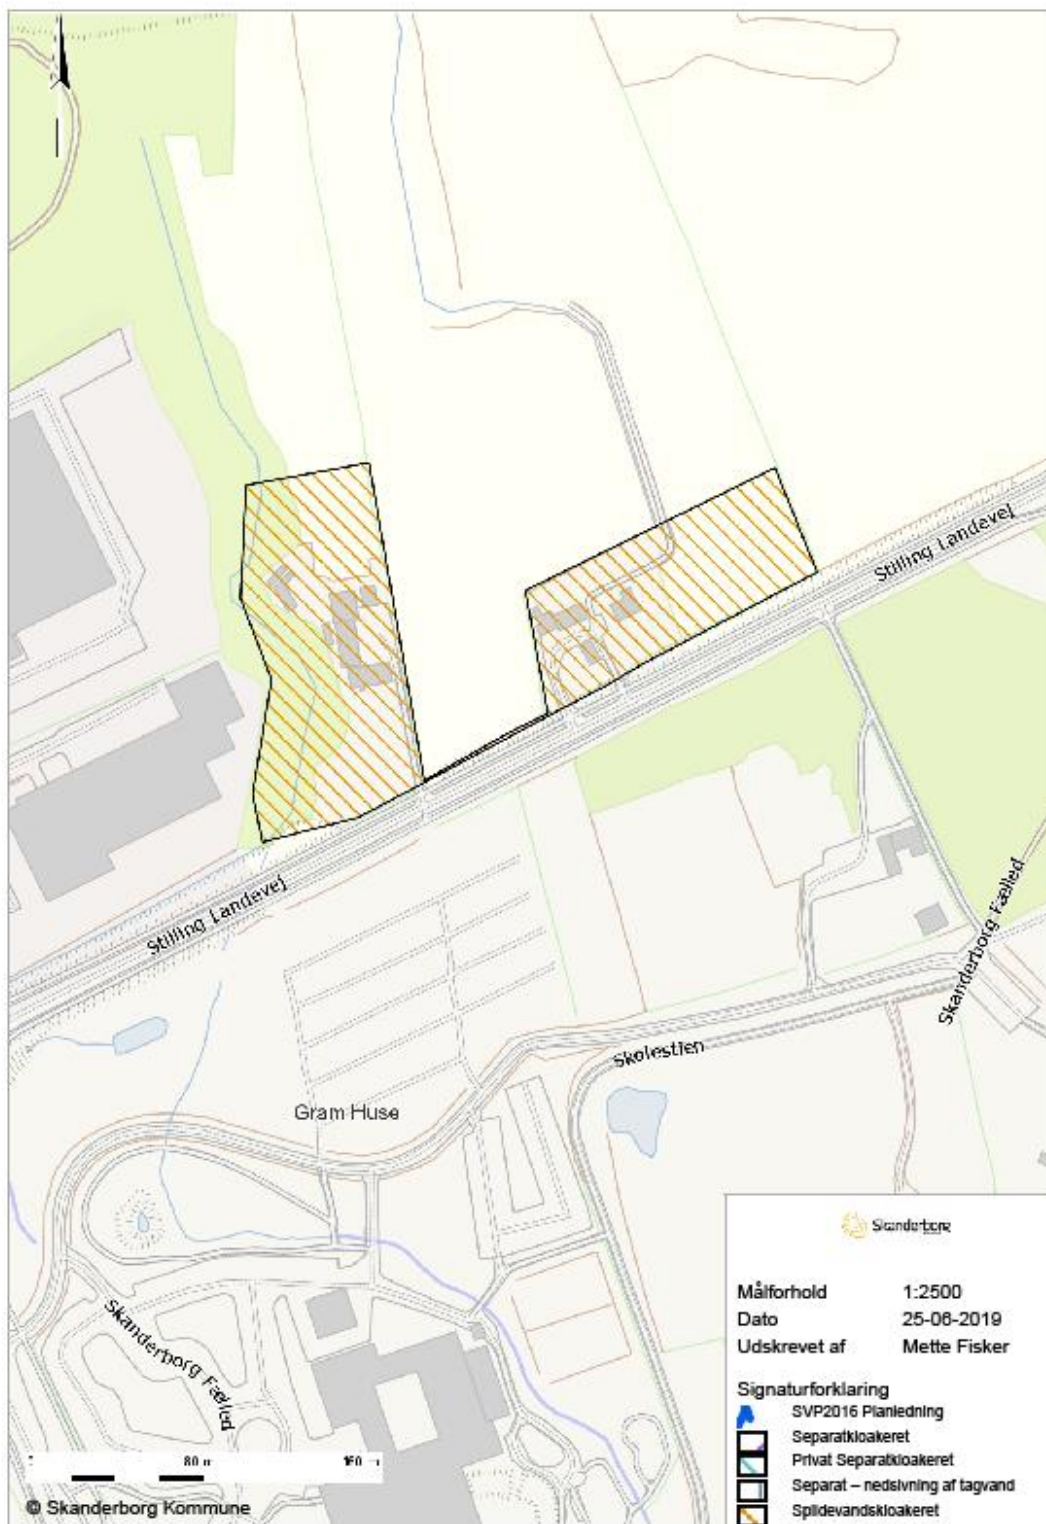 Stilling Landevej
Stilling Landevej
Skanderborg Fælled
Skolestien
Gram Huse
Skanderborg Fælled
Skanderborg
Målforhold 1:2500
Dato 25-06-2019
Udskrevet af Mette Fisker
Signaturforklaring
SVP2016 Planledning
Separatkloakeret
Privat Separatkloakeret
Separat – nedsivning af tagvand
Spildevandskloakeret
80 m
160 m
© Skanderborg Kommune